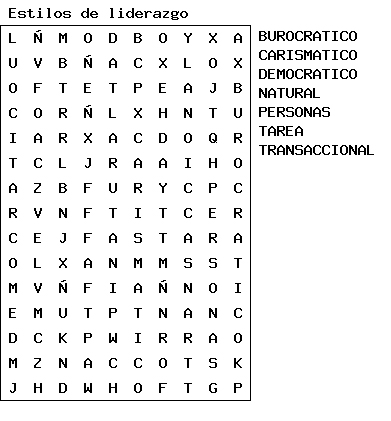 Estilos de liderazgo
L Ñ M O D B O Y X A
U V B Ñ A C X L O X
O F T E T P E A J B
C O R Ñ L X H N T U
I A R X A C D O Q R
T C L J R A A I H O
A Z B F U R Y C P C
R V N F T I T C E R
C E J F A S T A R A
O L X A N M M S S T
M V Ñ F I A Ñ N O I
E M U T P T N A N C
D C K P W I R R A O
M Z N A C C O T S K
J H D W H O F T G P
BUROCRATICO
CARISMATICO
DEMOCRATICO
NATURAL
PERSONAS
TAREA
TRANSACCIONAL